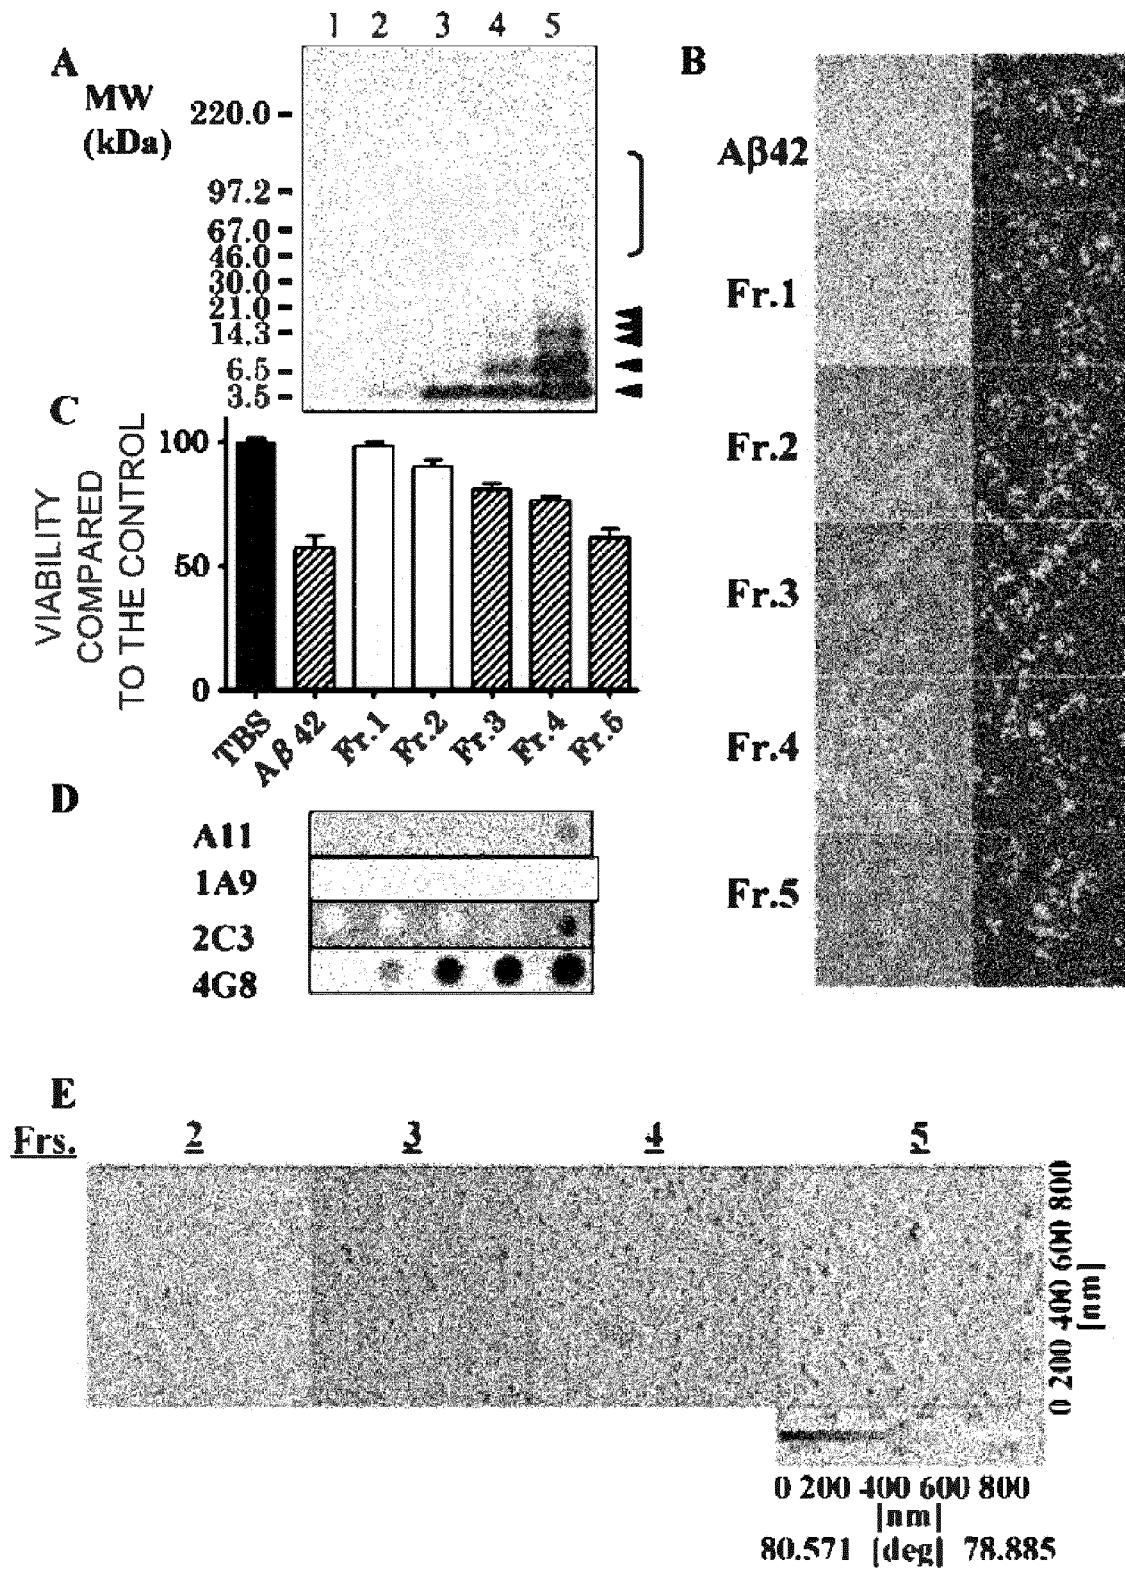 A
1 2 3 4 5
MW
(kDa)
220.0
97.2
67.0
46.0
30.0
21.0
14.3
6.5
3.5
B
Aβ42
Fr.1
Fr.2
Fr.3
Fr.4
Fr.5
C
VIABILITY
COMPARED
TO THE CONTROL
100
50
0
TBS
Aβ42
Fr.1
Fr.2
Fr.3
Fr.4
Fr.5
D
A11
1A9
2C3
4G8
E
Frs. 2 3 4 5
0 200 400 600 800
[nm]
0 200 400 600 800
[nm]
80.571 [deg] 78.885